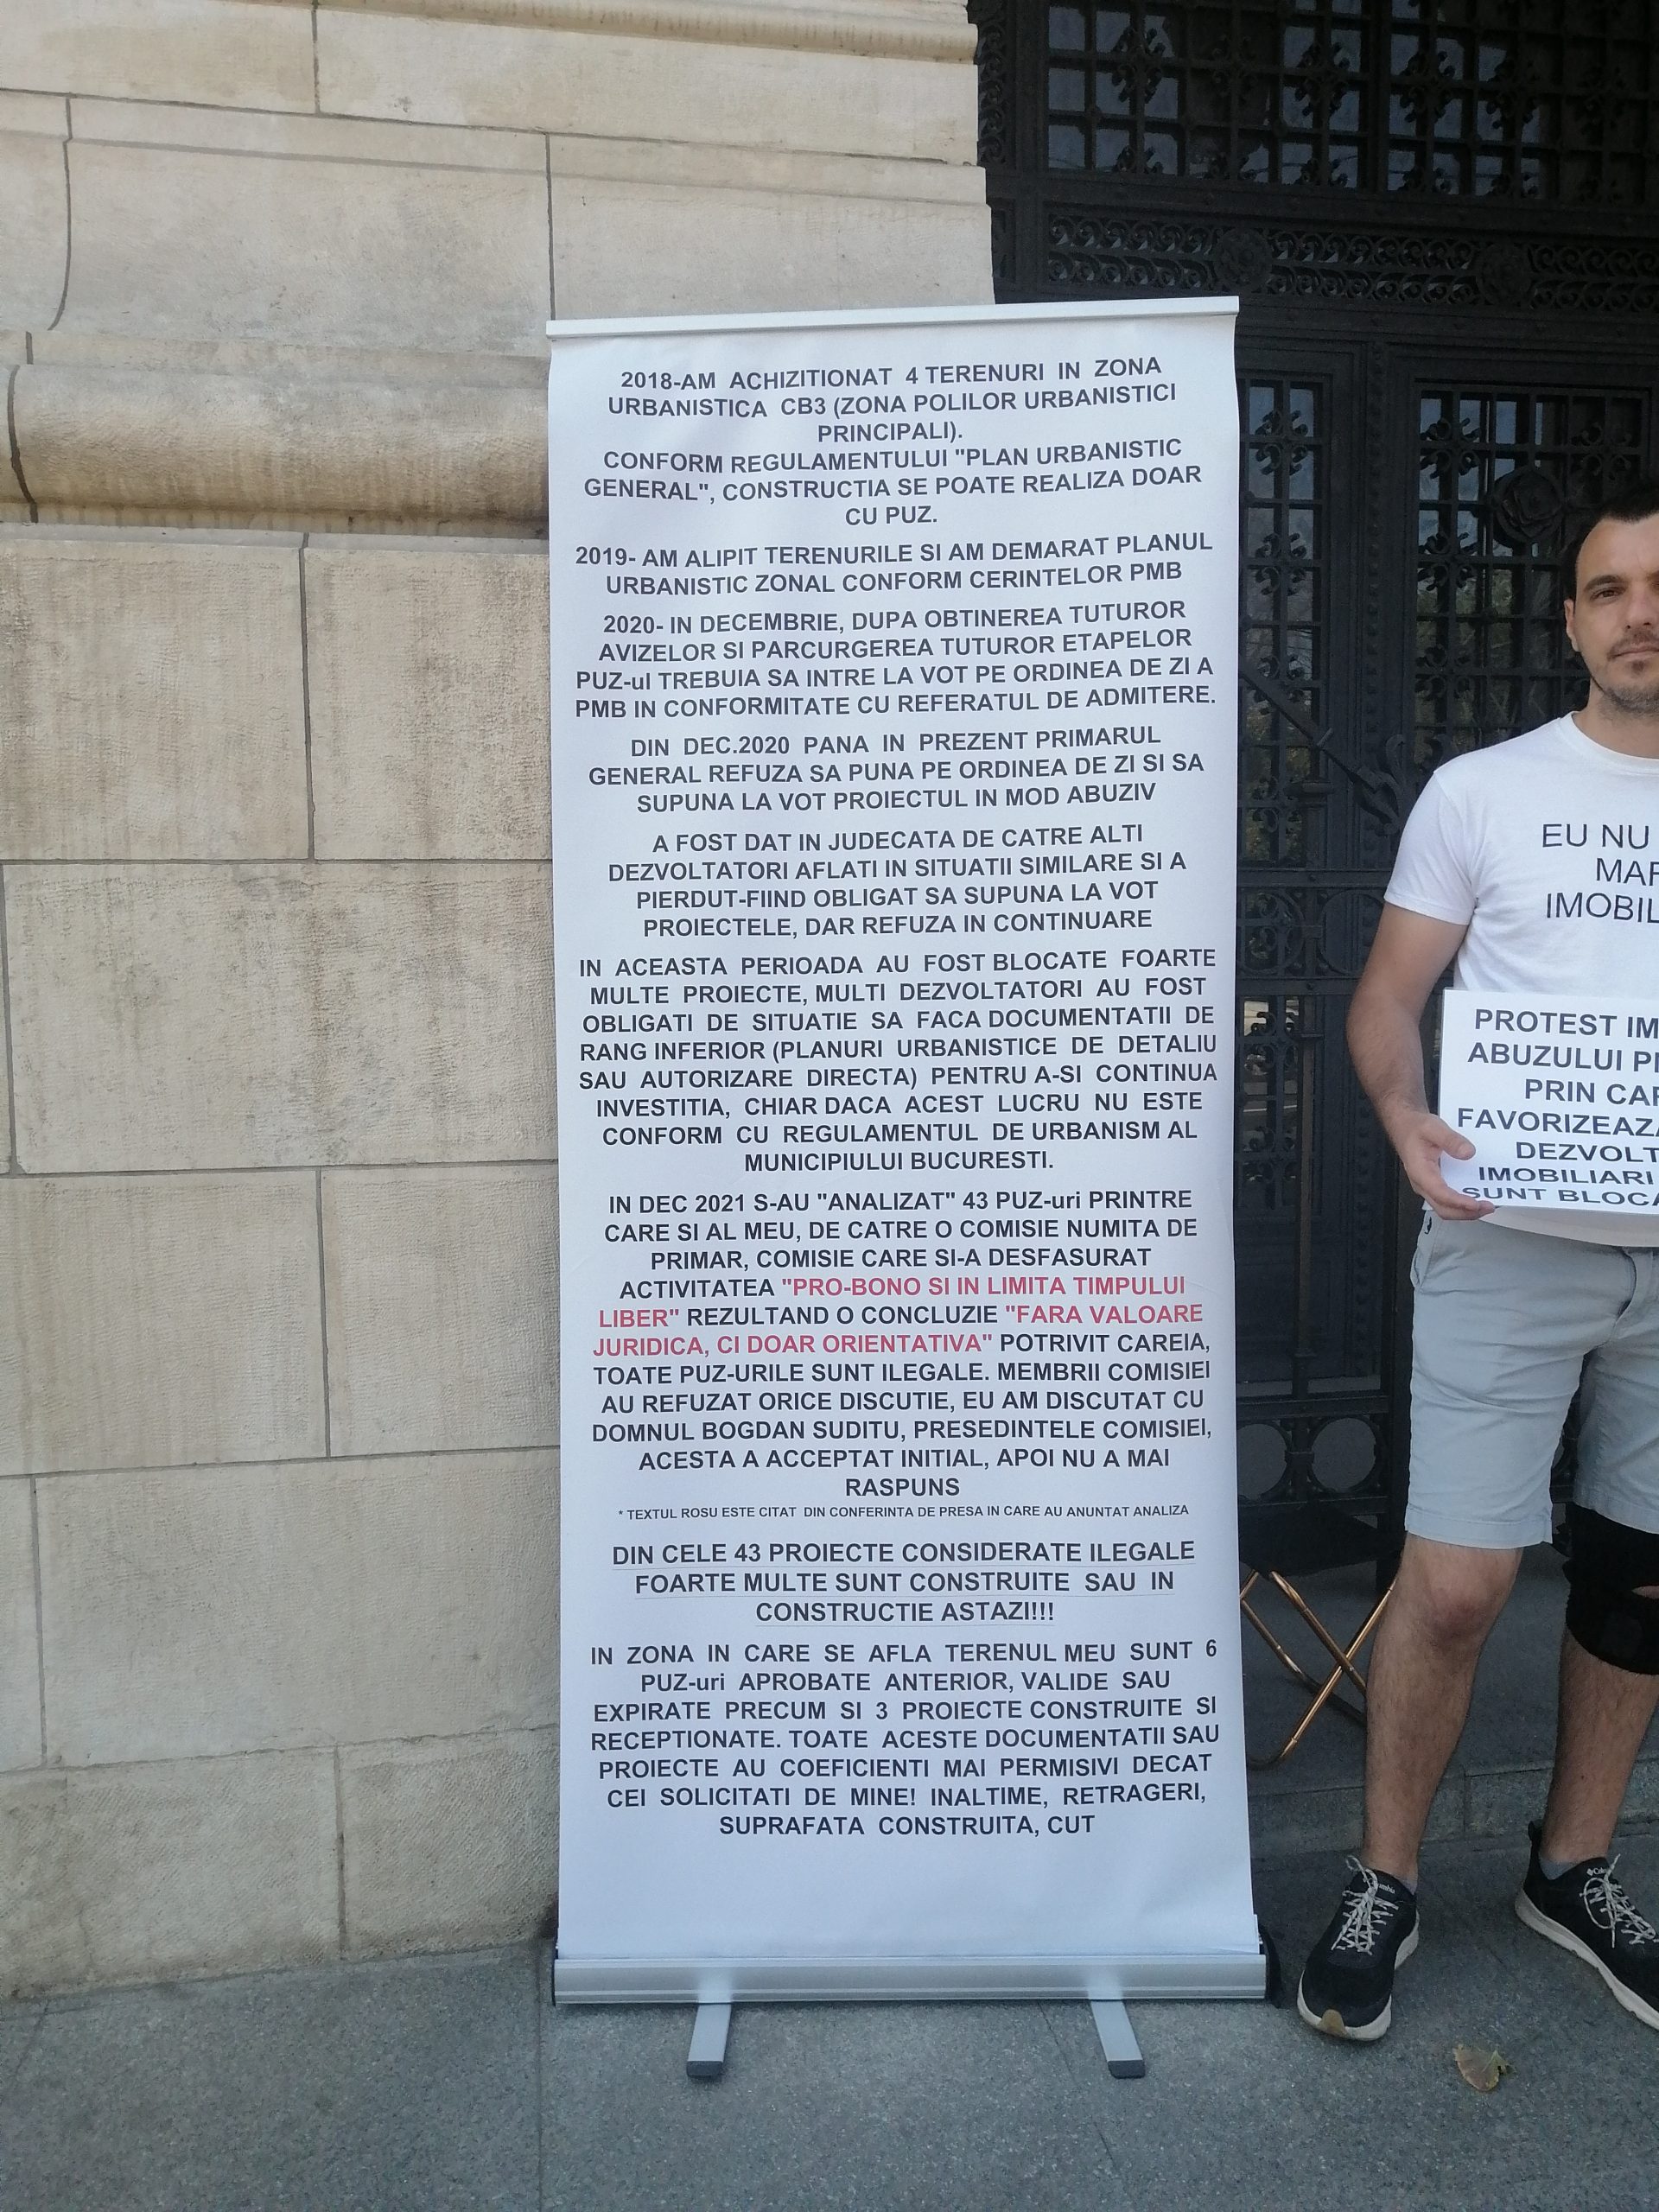 2018-AM ACHIZITIONAT 4 TERENURI IN ZONA
URBANISTICA CB3 (ZONA POLILOR URBANISTICI
PRINCIPALI).
CONFORM REGULAMENTULUI "PLAN URBANISTIC
GENERAL", CONSTRUCTIA SE POATE REALIZA DOAR
CU PUZ.
2019- AM ALIPIT TERENURILE SI AM DEMARAT PLANUL
URBANISTIC ZONAL CONFORM CERINTELOR PMB
2020- IN DECEMBRIE, DUPA OBTINEREA TUTUROR
AVIZELOR SI PARCURGEREA TUTUROR ETAPELOR
PUZ-ul TREBUIA SA INTRE LA VOT PE ORDINEA DE ZI A
PMB IN CONFORMITATE CU REFERATUL DE ADMITERE.
DIN DEC.2020 PANA IN PREZENT PRIMARUL
GENERAL REFUZA SA PUNA PE ORDINEA DE ZI SI SA
SUPUNA LA VOT PROIECTUL IN MOD ABUZIV
A FOST DAT IN JUDECATA DE CATRE ALTI
DEZVOLTATORI AFLATI IN SITUATII SIMILARE SI A
PIERDUT-FIIND OBLIGAT SA SUPUNA LA VOT
PROIECTELE, DAR REFUZA IN CONTINUARE
IN ACEASTA PERIOADA AU FOST BLOCATE FOARTE
MULTE PROIECTE, MULTI DEZVOLTATORI AU FOST
OBLIGATI DE SITUATIE SA FACA DOCUMENTATII DE
RANG INFERIOR (PLANURI URBANISTICE DE DETALIU
SAU AUTORIZARE DIRECTA) PENTRU A-SI CONTINUA
INVESTITIA, CHIAR DACA ACEST LUCRU NU ESTE
CONFORM CU REGULAMENTUL DE URBANISM AL
MUNICIPIULUI BUCURESTI.
IN DEC 2021 S-AU "ANALIZAT" 43 PUZ-uri PRINTRE
CARE SI AL MEU, DE CATRE O COMISIE NUMITA DE
PRIMAR, COMISIE CARE SI-A DESFASURAT
ACTIVITATEA "PRO-BONO SI IN LIMITA TIMPULUI
LIBER" REZULTAND O CONCLUZIE "FARA VALOARE
JURIDICA, CI DOAR ORIENTATIVA" POTRIVIT CAREIA,
TOATE PUZ-URILE SUNT ILEGALE. MEMBRII COMISIEI
AU REFUZAT ORICE DISCUTIE, EU AM DISCUTAT CU
DOMNUL BOGDAN SUDITU, PRESEDINTELE COMISIEI,
ACESTA A ACCEPTAT INITIAL, APOI NU A MAI
RASPUNS
* TEXTUL ROSU ESTE CITAT DIN CONFERINTA DE PRESA IN CARE AU ANUNTAT ANALIZA
DIN CELE 43 PROIECTE CONSIDERATE ILEGALE
FOARTE MULTE SUNT CONSTRUITE SAU IN
CONSTRUCTIE ASTAZI!!!
IN ZONA IN CARE SE AFLA TERENUL MEU SUNT 6
PUZ-uri APROBATE ANTERIOR, VALIDE SAU
EXPIRATE PRECUM SI 3 PROIECTE CONSTRUITE SI
RECEPTIONATE. TOATE ACESTE DOCUMENTATII SAU
PROIECTE AU COEFICIENTI MAI PERMISIVI DECAT
CEI SOLICITATI DE MINE! INALTIME, RETRAGERI,
SUPRAFATA CONSTRUITA, CUT
EU NU
PROTEST
ABUZULUI
PRIN